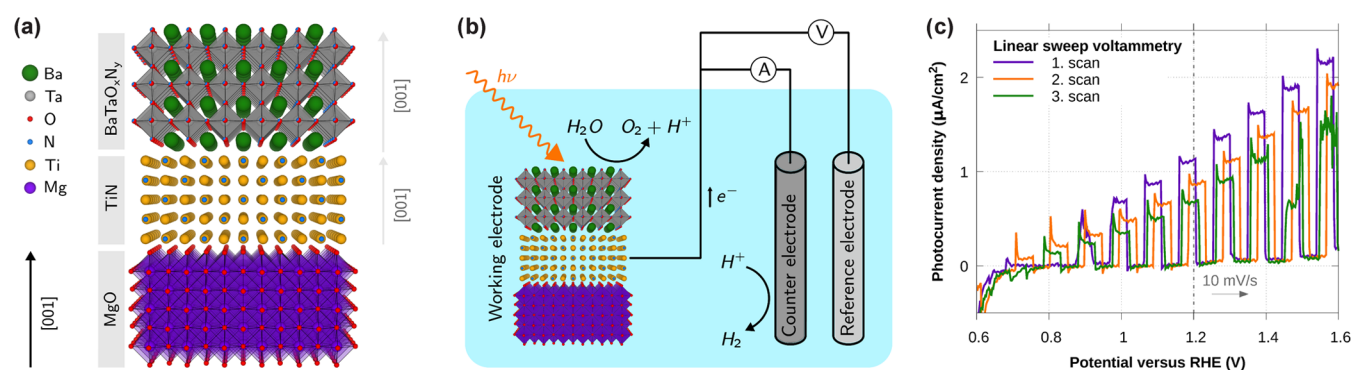 (a)
Ba
Ta
O
N
Ti
Mg
BaTaOxNy
TiN
MgO
[001]
[001]
[001]
(b)
hν
H2O O2 + H+
Working electrode
e−
H+
H2
Counter electrode
Reference electrode
A
V
(c)
Linear sweep voltammetry
1. scan
2. scan
3. scan
Photocurrent density (µA/cm2)
2
1
0
10 mV/s
0.6 0.8 1 1.2 1.4 1.6
Potential versus RHE (V)